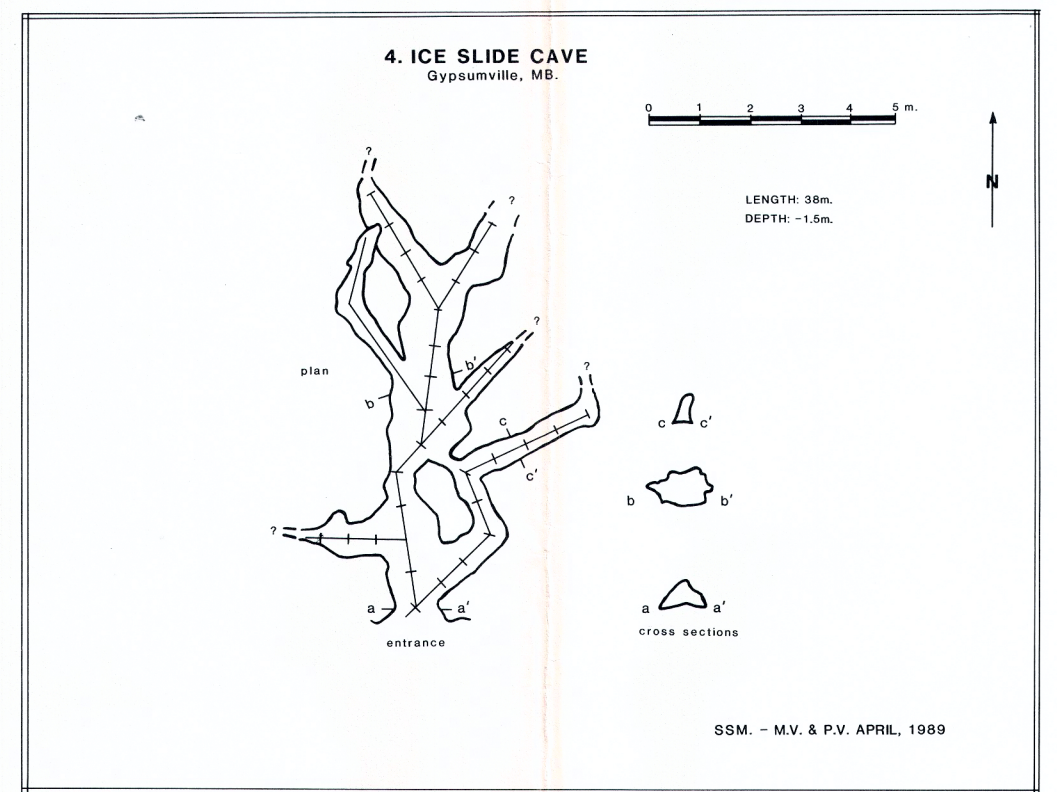 4. ICE SLIDE CAVE
Gypsumville, MB.
0 1 2 3 4 5 m.
N
LENGTH: 38m.
DEPTH: -1.5m.
?
?
?
plan
b'
?
b
c
c'
c c'
b b'
?
a a'
a a'
cross sections
entrance
SSM. - M.V. & P.V. APRIL, 1989